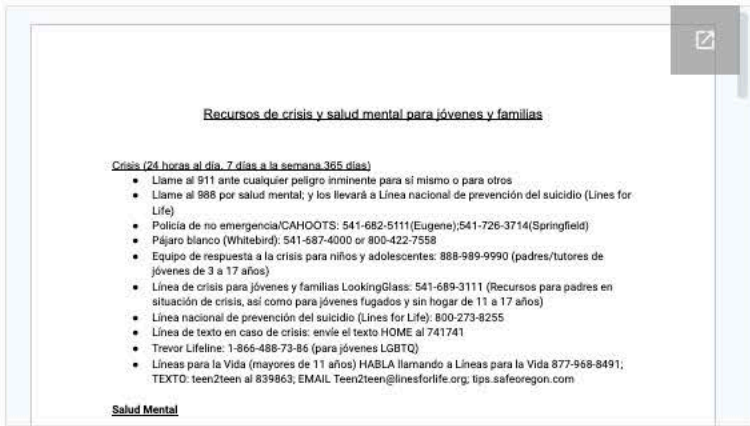 Recursos de crisis y salud mental para jóvenes y familias
Crisis (24 horas al día, 7 días a la semana,365 días)
● Llame al 911 ante cualquier peligro inminente para sí mismo o para otros
● Llame al 988 por salud mental; y los llevará a Línea nacional de prevención del suicidio (Lines for
Life)
● Policía de no emergencia/CAHOOTS: 541-682-5111(Eugene);541-726-3714(Springfield)
● Pájaro blanco (Whitebird): 541-687-4000 or 800-422-7558
● Equipo de respuesta a la crisis para niños y adolescentes: 888-989-9990 (padres/tutores de
jóvenes de 3 a 17 años)
● Línea de crisis para jóvenes y familias LookingGlass: 541-689-3111 (Recursos para padres en
situación de crisis, así como para jóvenes fugados y sin hogar de 11 a 17 años)
● Línea nacional de prevención del suicidio (Lines for Life): 800-273-8255
● Línea de texto en caso de crisis: envíe el texto HOME al 741741
● Trevor Lifeline: 1-866-488-73-86 (para jóvenes LGBTQ)
● Líneas para la Vida (mayores de 11 años) HABLA llamando a Líneas para la Vida 877-968-8491;
TEXTO: teen2teen al 839863; EMAIL Teen2teen@linesforlife.org; tips.safeoregon.com
Salud Mental